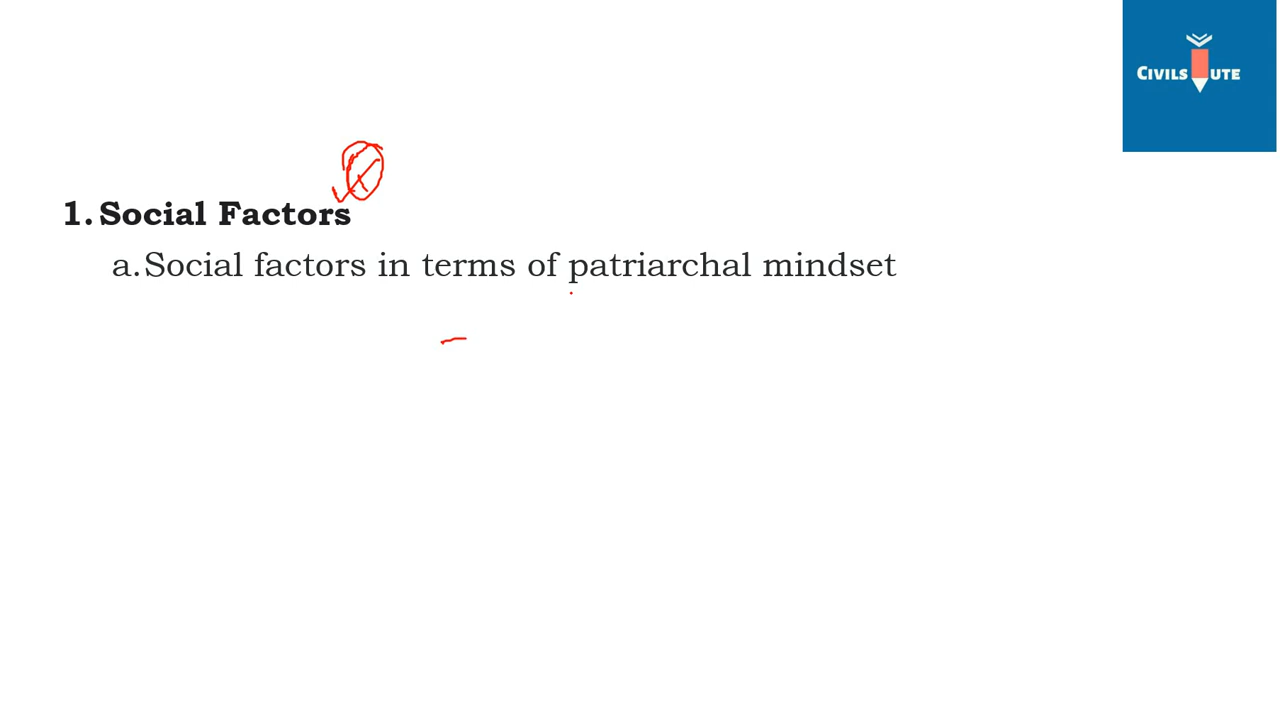 CIVILS UTE
1. Social Factors
a. Social factors in terms of patriarchal mindset